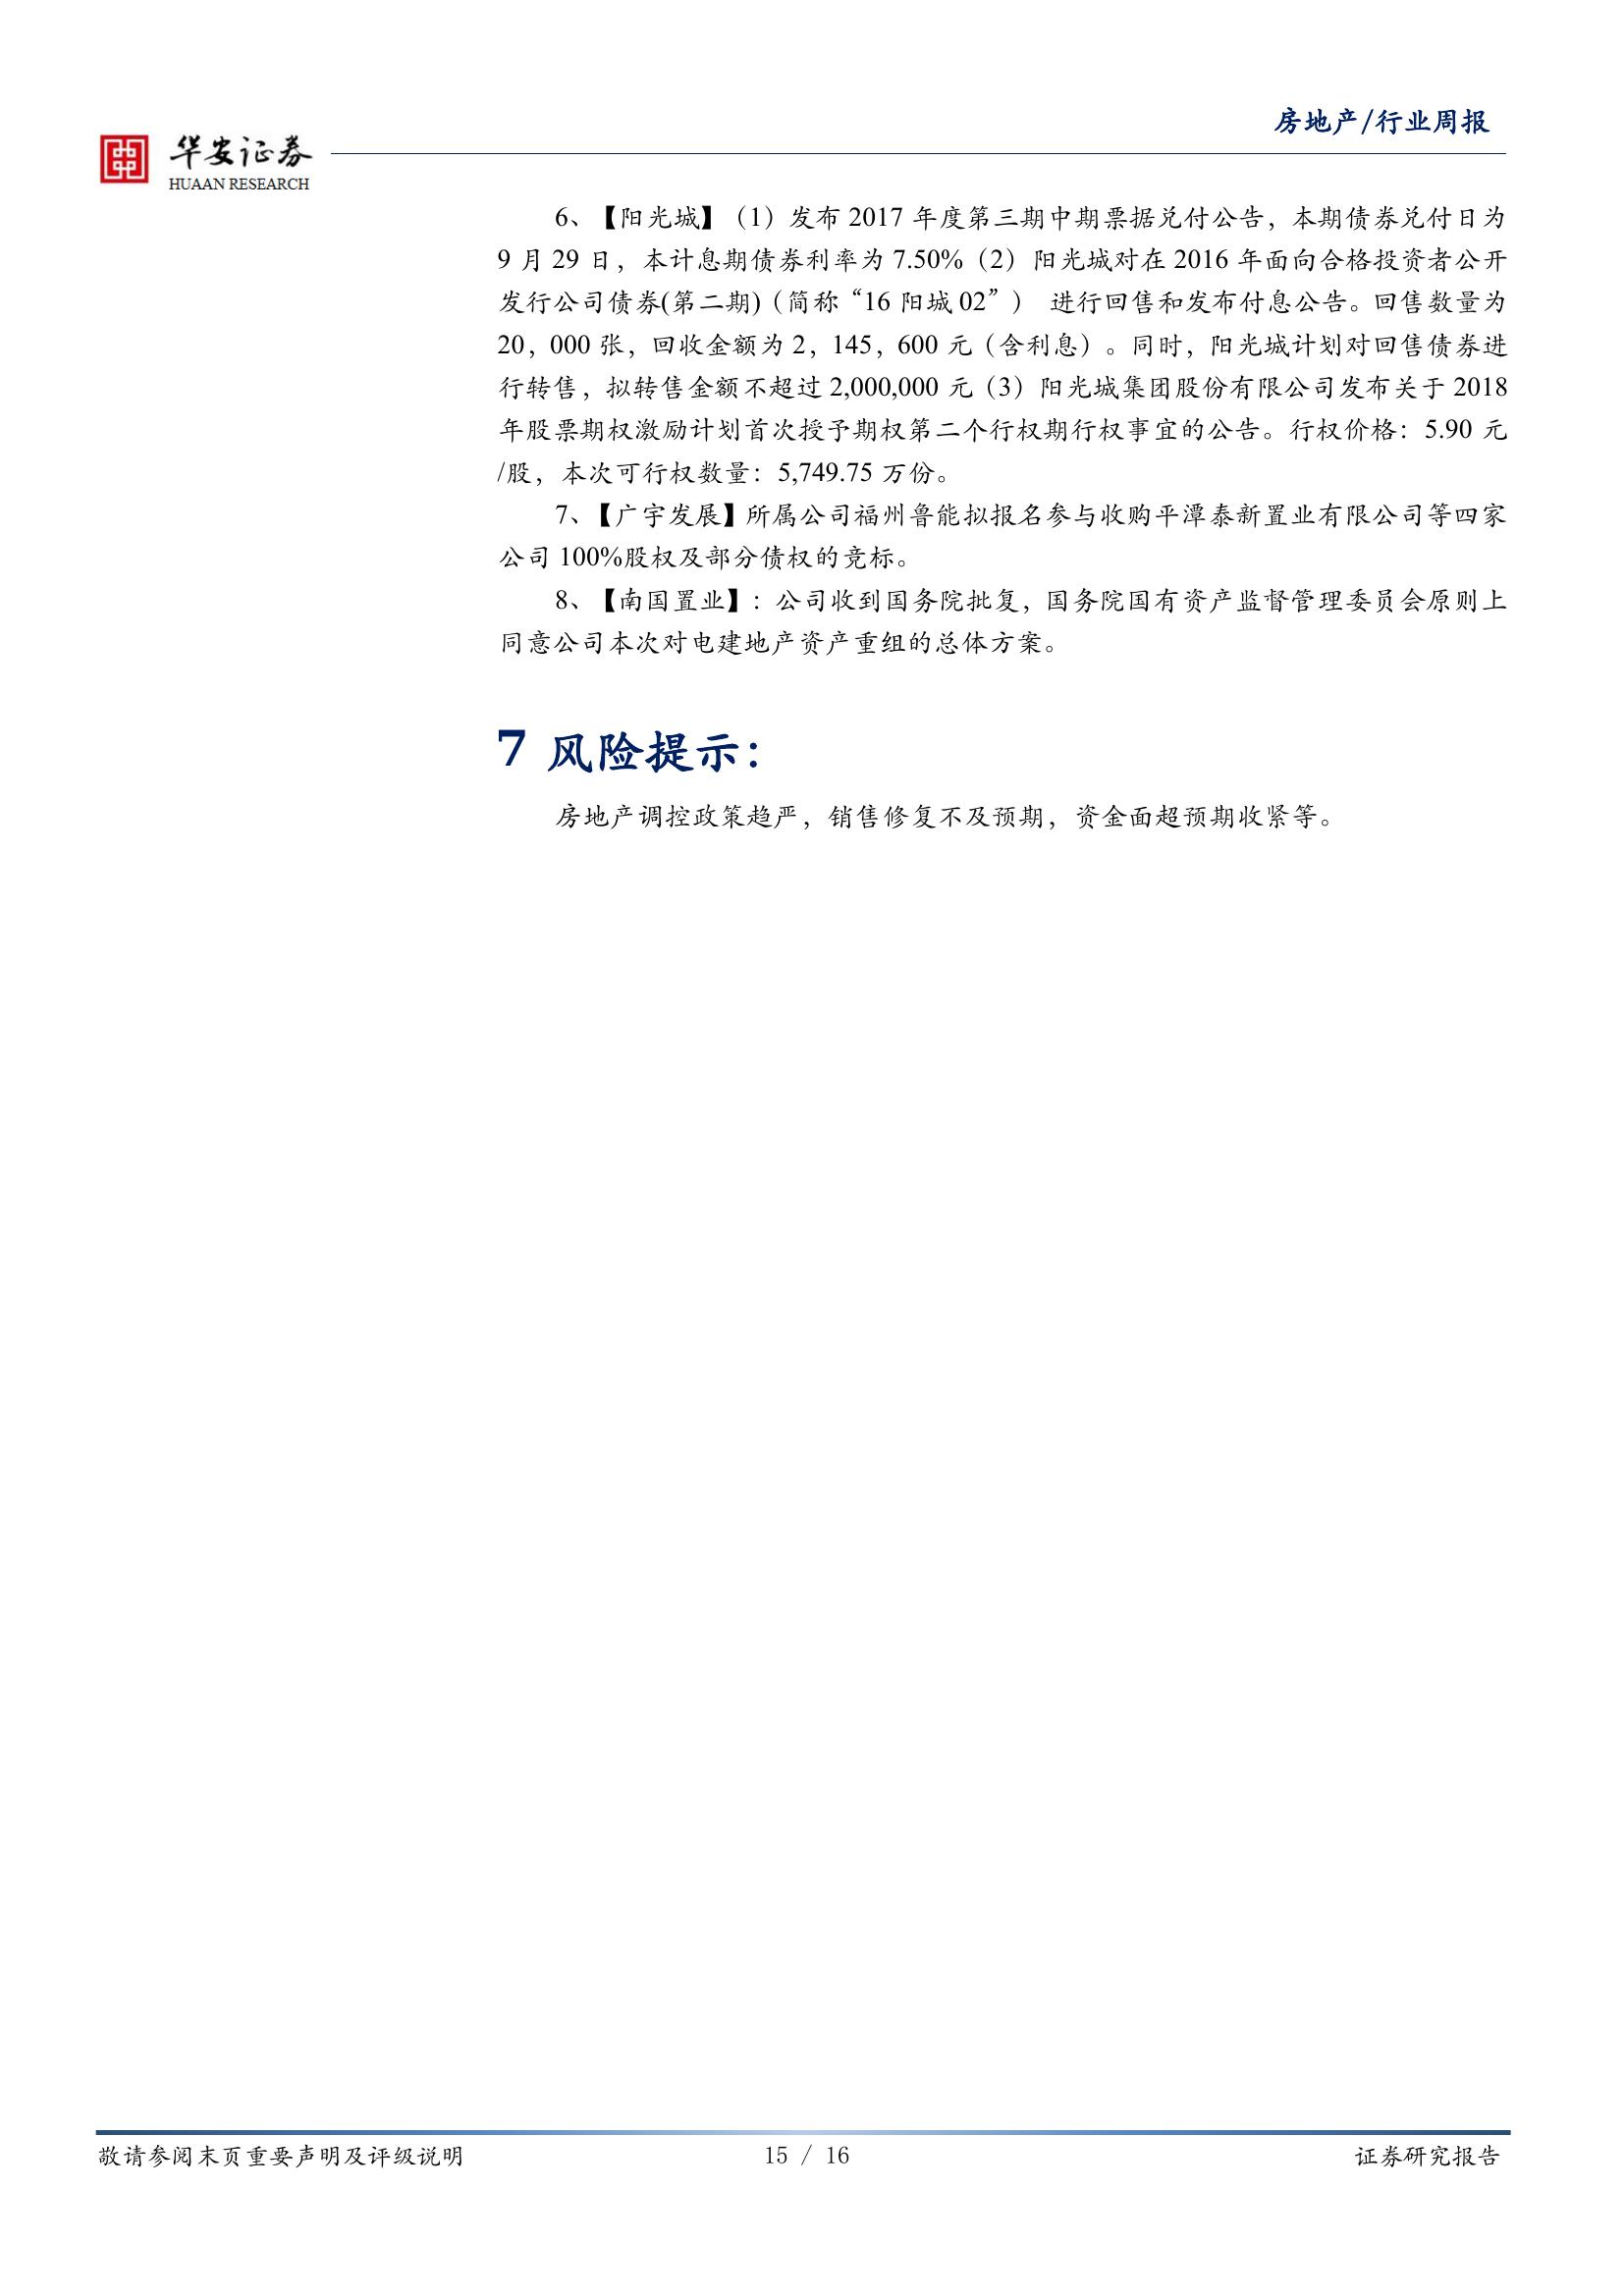 房地产/行业周报
华安证券
HUAAN RESEARCH
6、【阳光城】（1）发布 2017 年度第三期中期票据兑付公告，本期债券兑付日为
9 月 29 日，本计息期债券利率为 7.50%（2）阳光城对在 2016 年面向合格投资者公开
发行公司债券(第二期)（简称“16 阳城 02”） 进行回售和发布付息公告。回售数量为
20，000 张，回收金额为 2，145，600 元（含利息）。同时，阳光城计划对回售债券进
行转售，拟转售金额不超过 2,000,000 元（3）阳光城集团股份有限公司发布关于 2018
年股票期权激励计划首次授予期权第二个行权期行权事宜的公告。行权价格：5.90 元
/股，本次可行权数量：5,749.75 万份。
7、【广宇发展】所属公司福州鲁能拟报名参与收购平潭泰新置业有限公司等四家
公司 100%股权及部分债权的竞标。
8、【南国置业】：公司收到国务院批复，国务院国有资产监督管理委员会原则上
同意公司本次对电建地产资产重组的总体方案。
7 风险提示：
房地产调控政策趋严，销售修复不及预期，资金面超预期收紧等。
敬请参阅末页重要声明及评级说明
15 / 16
证券研究报告